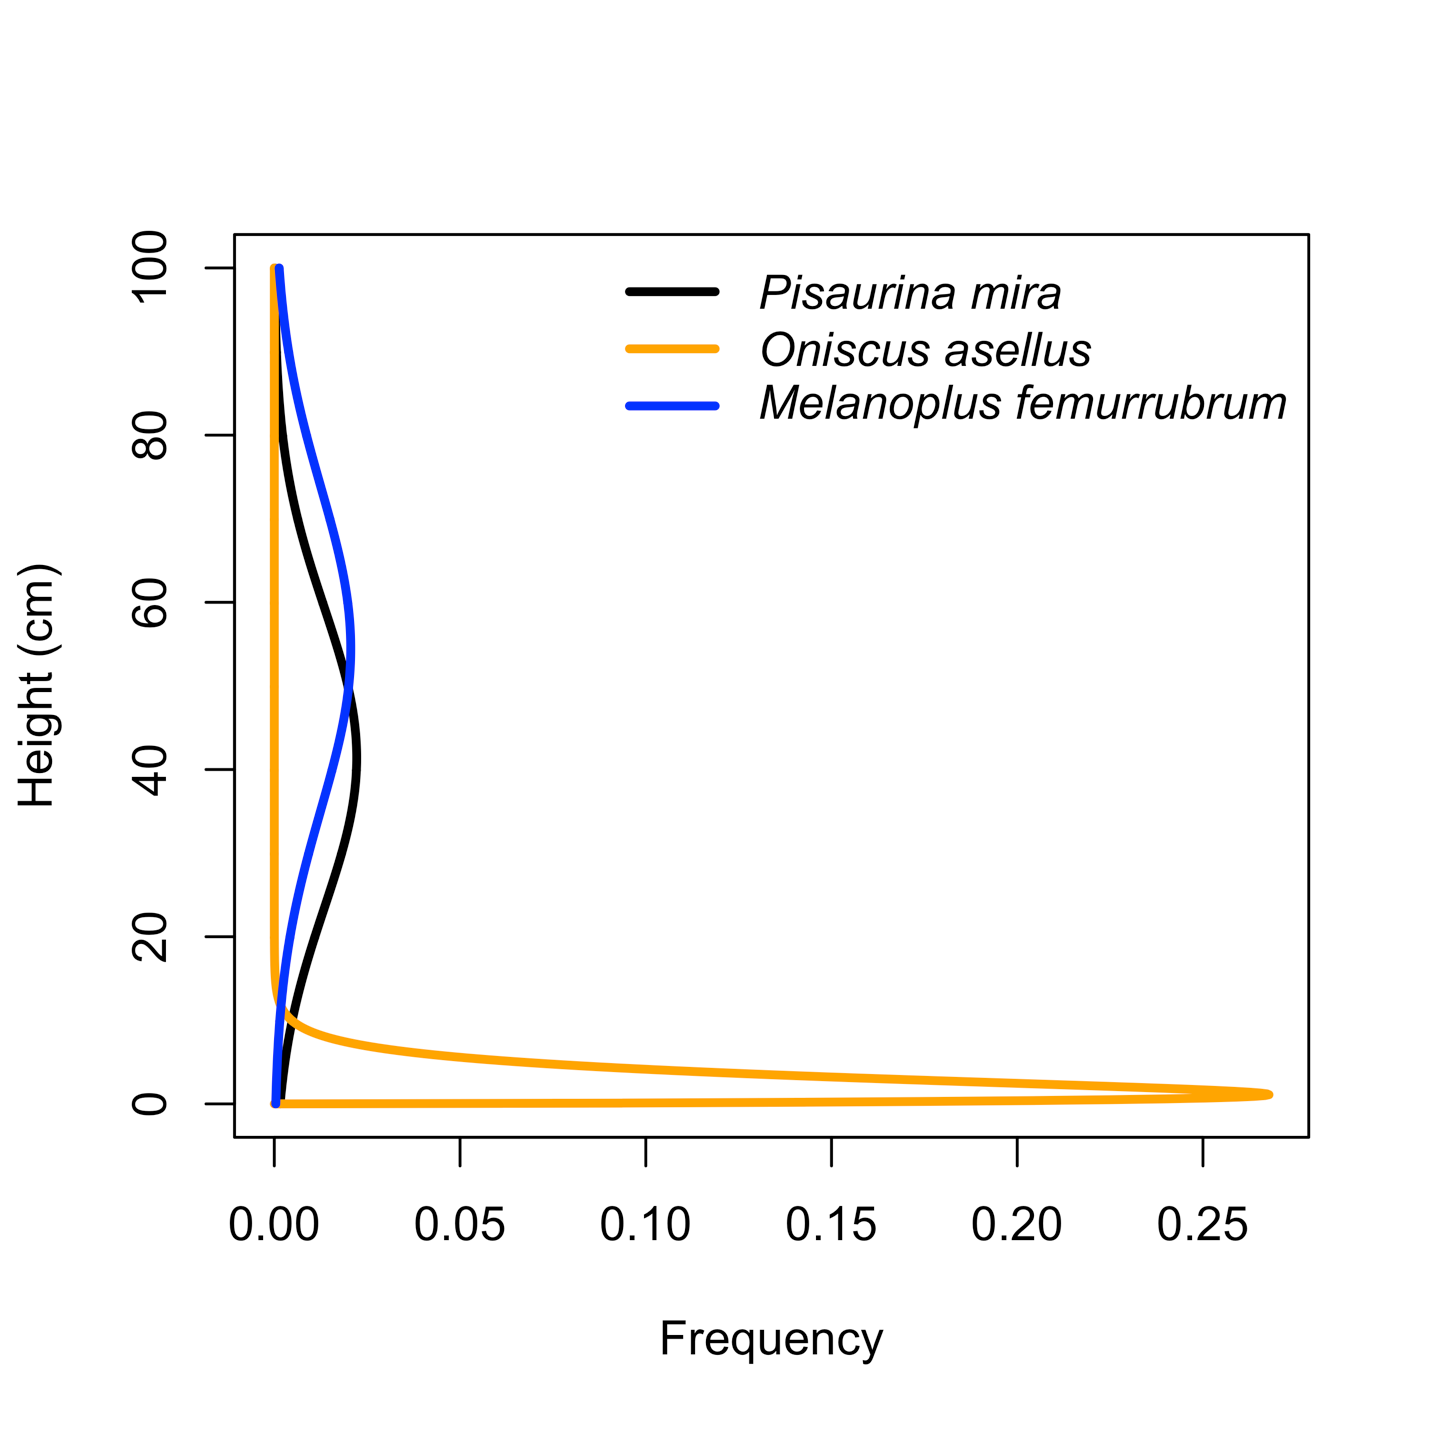 Pisaurina mira
Oniscus asellus
Melanoplus femurrubrum
Height (cm)
100
80
60
40
20
0
0.00 0.05 0.10 0.15 0.20 0.25
Frequency